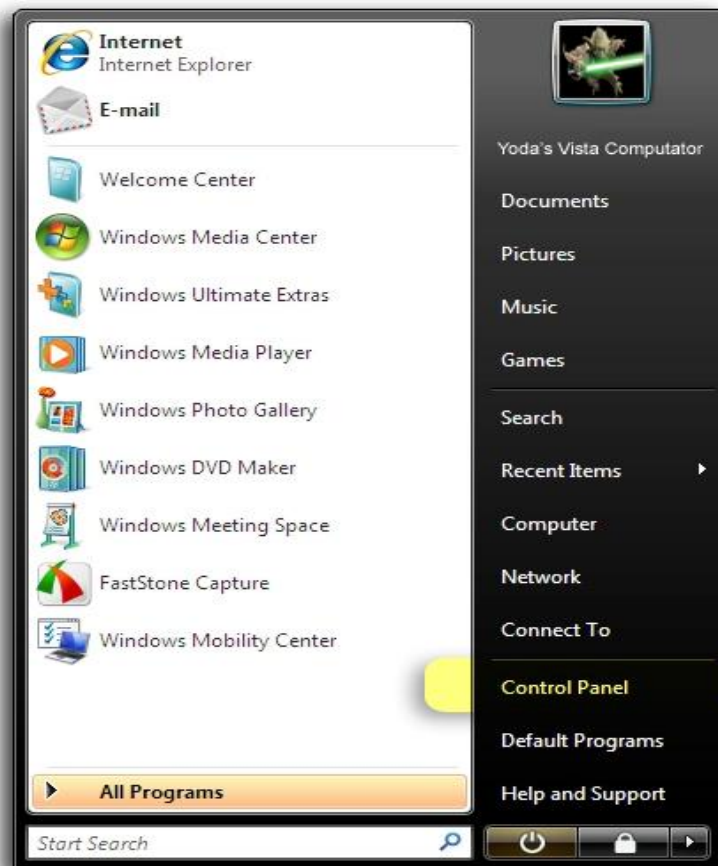 Internet
Internet Explorer
E-mail
Welcome Center
Windows Media Center
Windows Ultimate Extras
Windows Media Player
Windows Photo Gallery
Windows DVD Maker
Windows Meeting Space
FastStone Capture
Windows Mobility Center
All Programs
Start Search
Yoda's Vista Computator
Documents
Pictures
Music
Games
Search
Recent Items
Computer
Network
Connect To
Control Panel
Default Programs
Help and Support